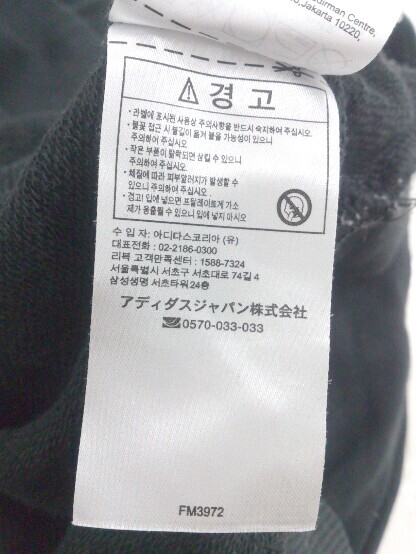 dirman Centre,
Jakarta 10220,
경 고
• 라벨에 표시된 사용상 주의사항을 반드시 숙지하여 주십시오.
• 불꽃 접근 시 불길이 옮겨 붙을 가능성이 있으니
주의하여 주십시오
• 작은 부품이 탈락되면 삼킬 수 있으니
주의하여 주십시오.
• 체질에 따라 피부알러지가 발생할 수
있으니 주의하여 주십시오.
• 경고! 입에 넣으면 프탈레이트계 가소
제가 용출될 수 있으니 입에 넣지 마시오
수 입 자: 아디다스코리아 (유)
대표전화 : 02-2186-0300
리복 고객만족센터 : 1588-7324
서울특별시 서초구 서초대로 74길 4
삼성생명 서초타워24층
アディダスジャパン株式会社
0570-033-033
FM3972